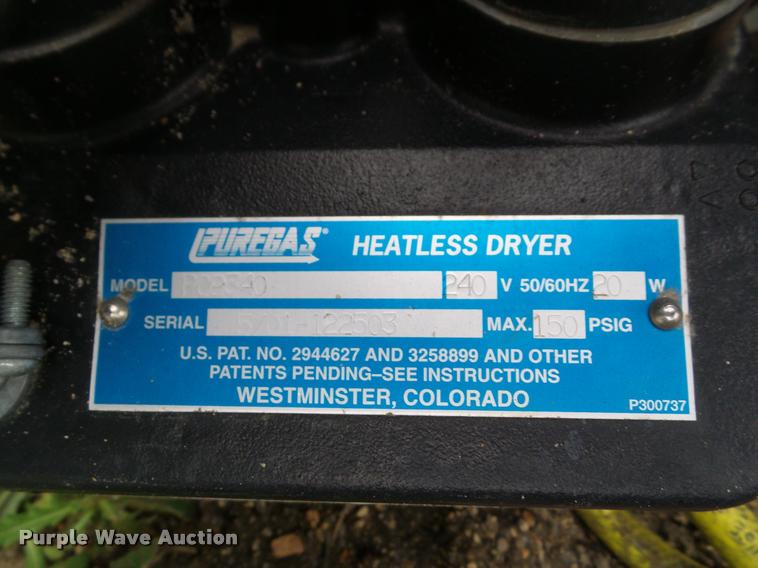 PUREGAS® HEATLESS DRYER
MODEL 240 V 50/60HZ 20 W
SERIAL MAX. 150 PSIG
U.S. PAT. NO. 2944627 AND 3258899 AND OTHER
PATENTS PENDING–SEE INSTRUCTIONS
WESTMINSTER, COLORADO
P300737
Purple Wave Auction